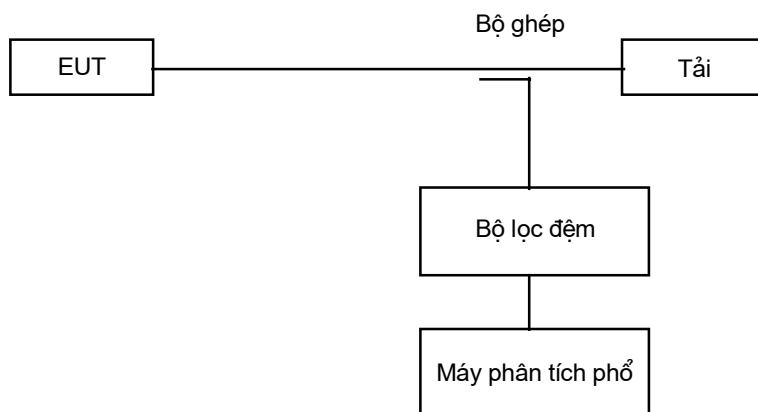 Bộ ghép
EUT
Tải
Bộ lọc đệm
Máy phân tích phổ